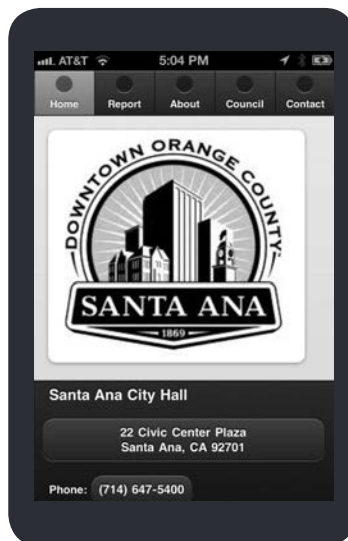 AT&T 5:04 PM
Home Report About Council Contact
DOWNTOWN ORANGE COUNTY
SANTA ANA
1869
Santa Ana City Hall
22 Civic Center Plaza
Santa Ana, CA 92701
Phone: (714) 647-5400